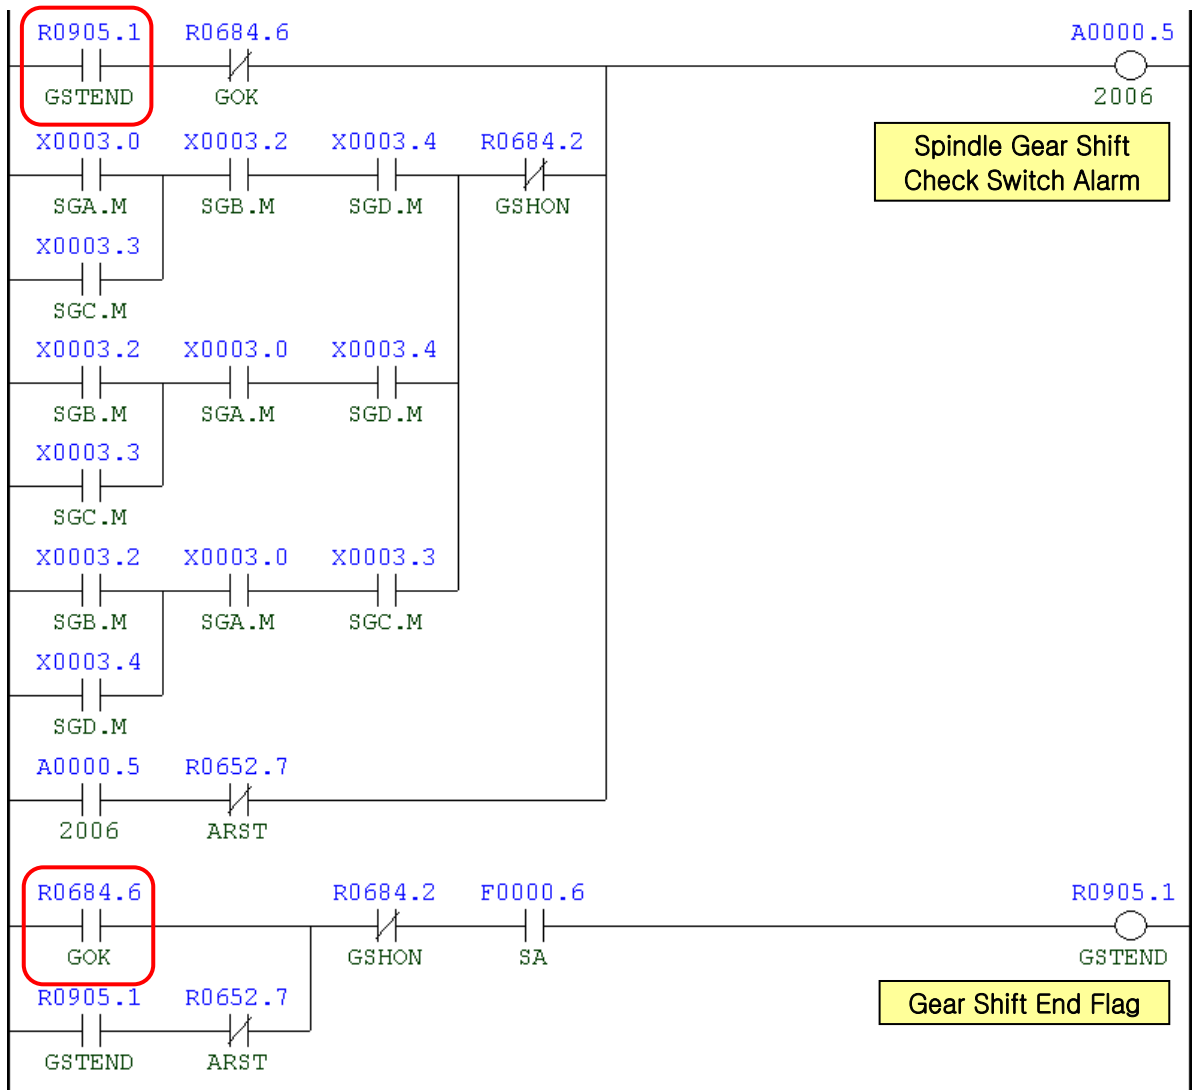 R0905.1 R0684.6 A0000.5
GSTEND GOK 2006
Spindle Gear Shift
Check Switch Alarm
X0003.0 X0003.2 X0003.4 R0684.2
SGA.M SGB.M SGD.M GSHON
X0003.3
SGC.M
X0003.2 X0003.0 X0003.4
SGB.M SGA.M SGD.M
X0003.3
SGC.M
X0003.2 X0003.0 X0003.3
SGB.M SGA.M SGC.M
X0003.4
SGD.M
A0000.5 R0652.7
2006 ARST
R0684.6 R0684.2 F0000.6 R0905.1
GOK GSHON SA GSTEND
R0905.1 R0652.7
Gear Shift End Flag
GSTEND ARST